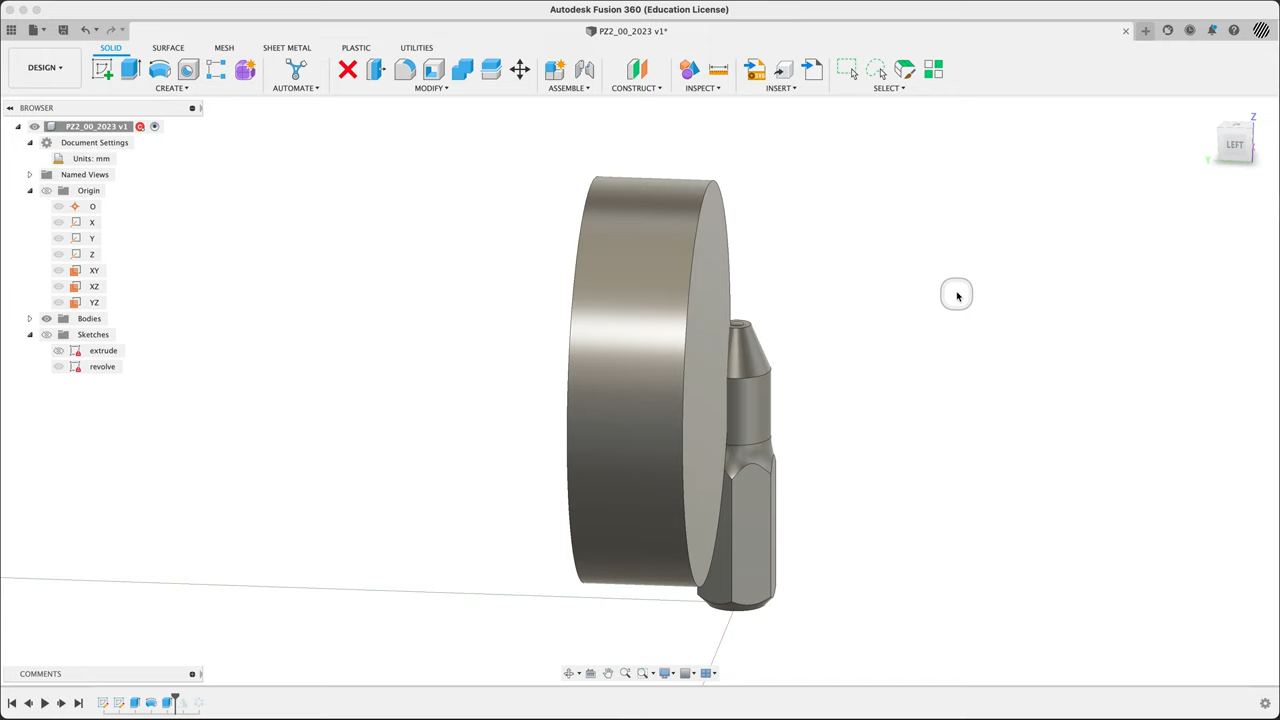 Autodesk Fusion 360 (Education License)
PZ2_00_2023 v1*
SOLID SURFACE MESH SHEET METAL PLASTIC UTILITIES
DESIGN
CREATE AUTOMATE MODIFY ASSEMBLE CONSTRUCT INSPECT INSERT SELECT
BROWSER
PZ2_00_2023 v1
Document Settings
Units: mm
Named Views
Origin
O
X
Y
Z
XY
XZ
YZ
Bodies
Sketches
extrude
revolve
Z
LEFT
Y
COMMENTS